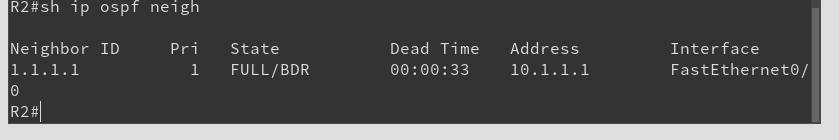 R2#sh ip ospf neigh
Neighbor ID     Pri   State           Dead Time   Address         Interface
1.1.1.1           1   FULL/BDR        00:00:33    10.1.1.1        FastEthernet0/
0
R2#